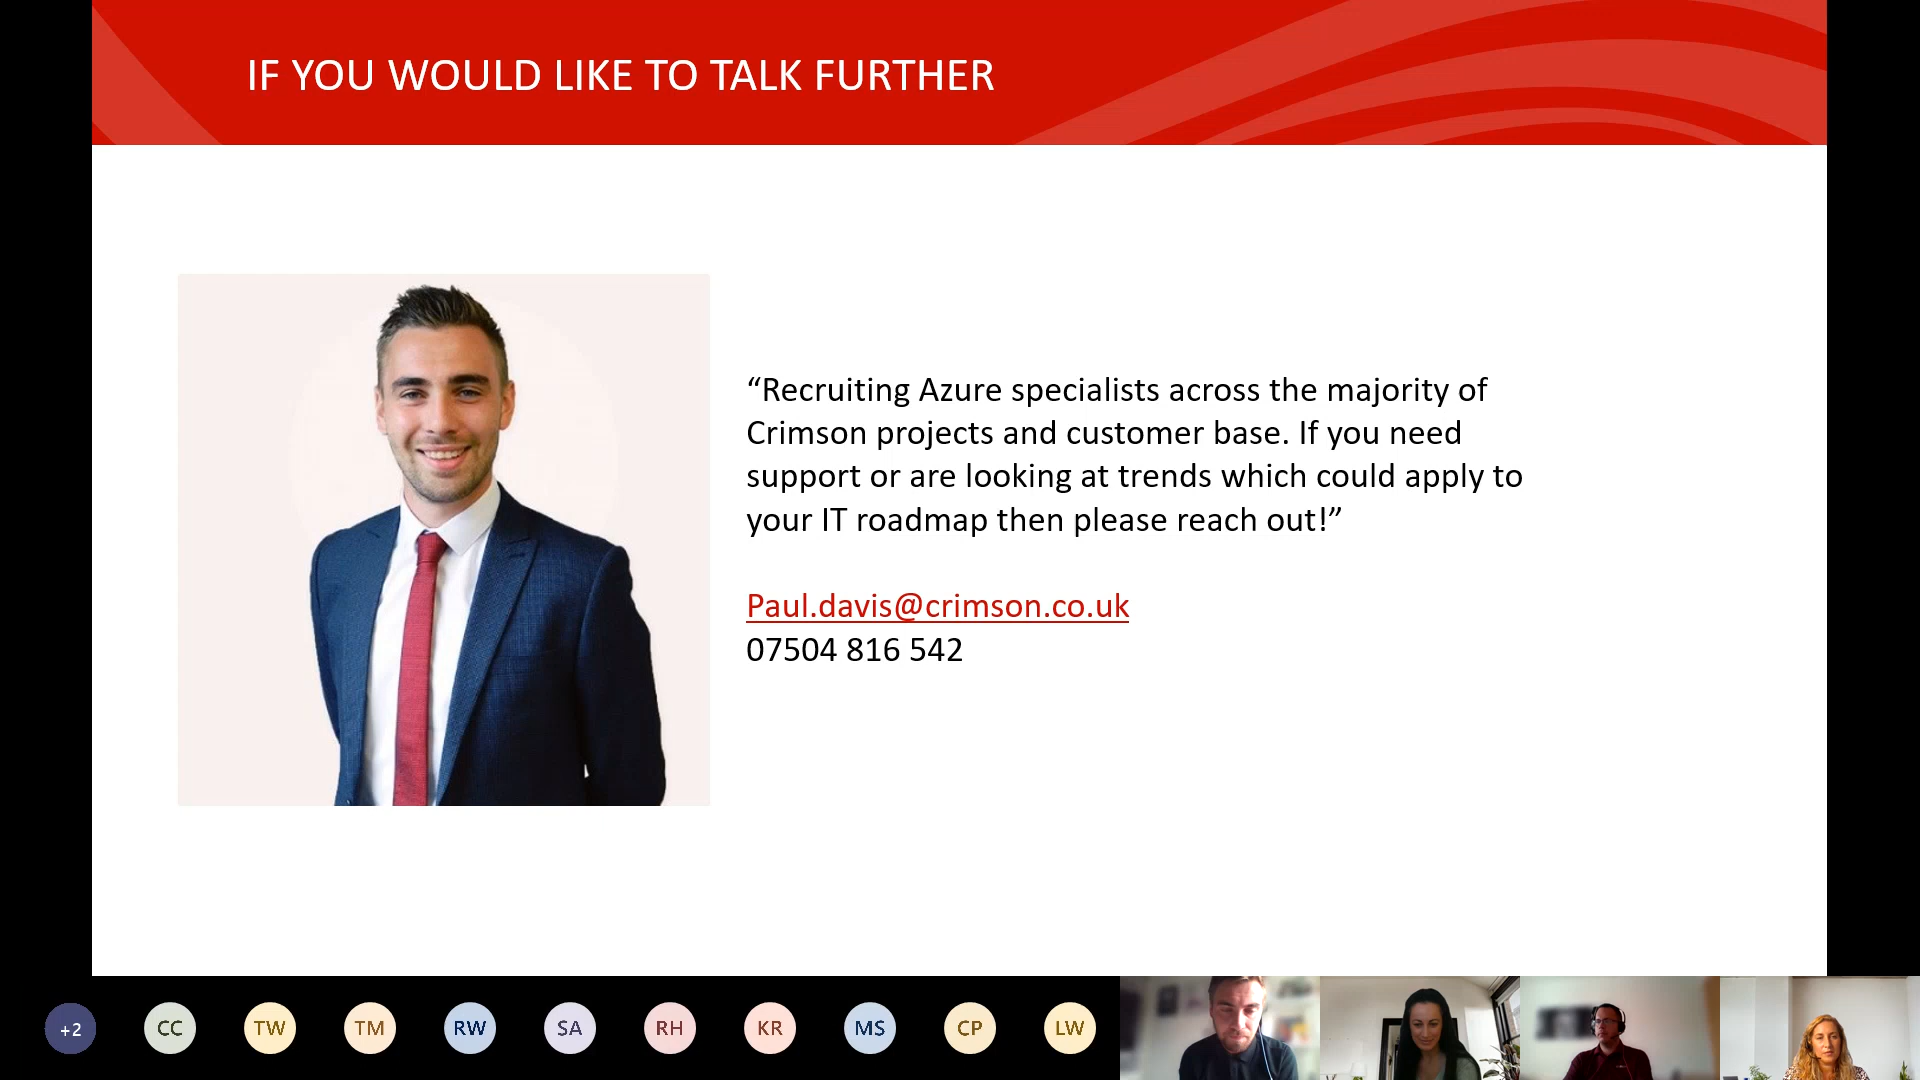 IF YOU WOULD LIKE TO TALK FURTHER
“Recruiting Azure specialists across the majority of
Crimson projects and customer base. If you need
support or are looking at trends which could apply to
your IT roadmap then please reach out!”
Paul.davis@crimson.co.uk
07504 816 542
+2 CC TW TM RW SA RH KR MS CP LW